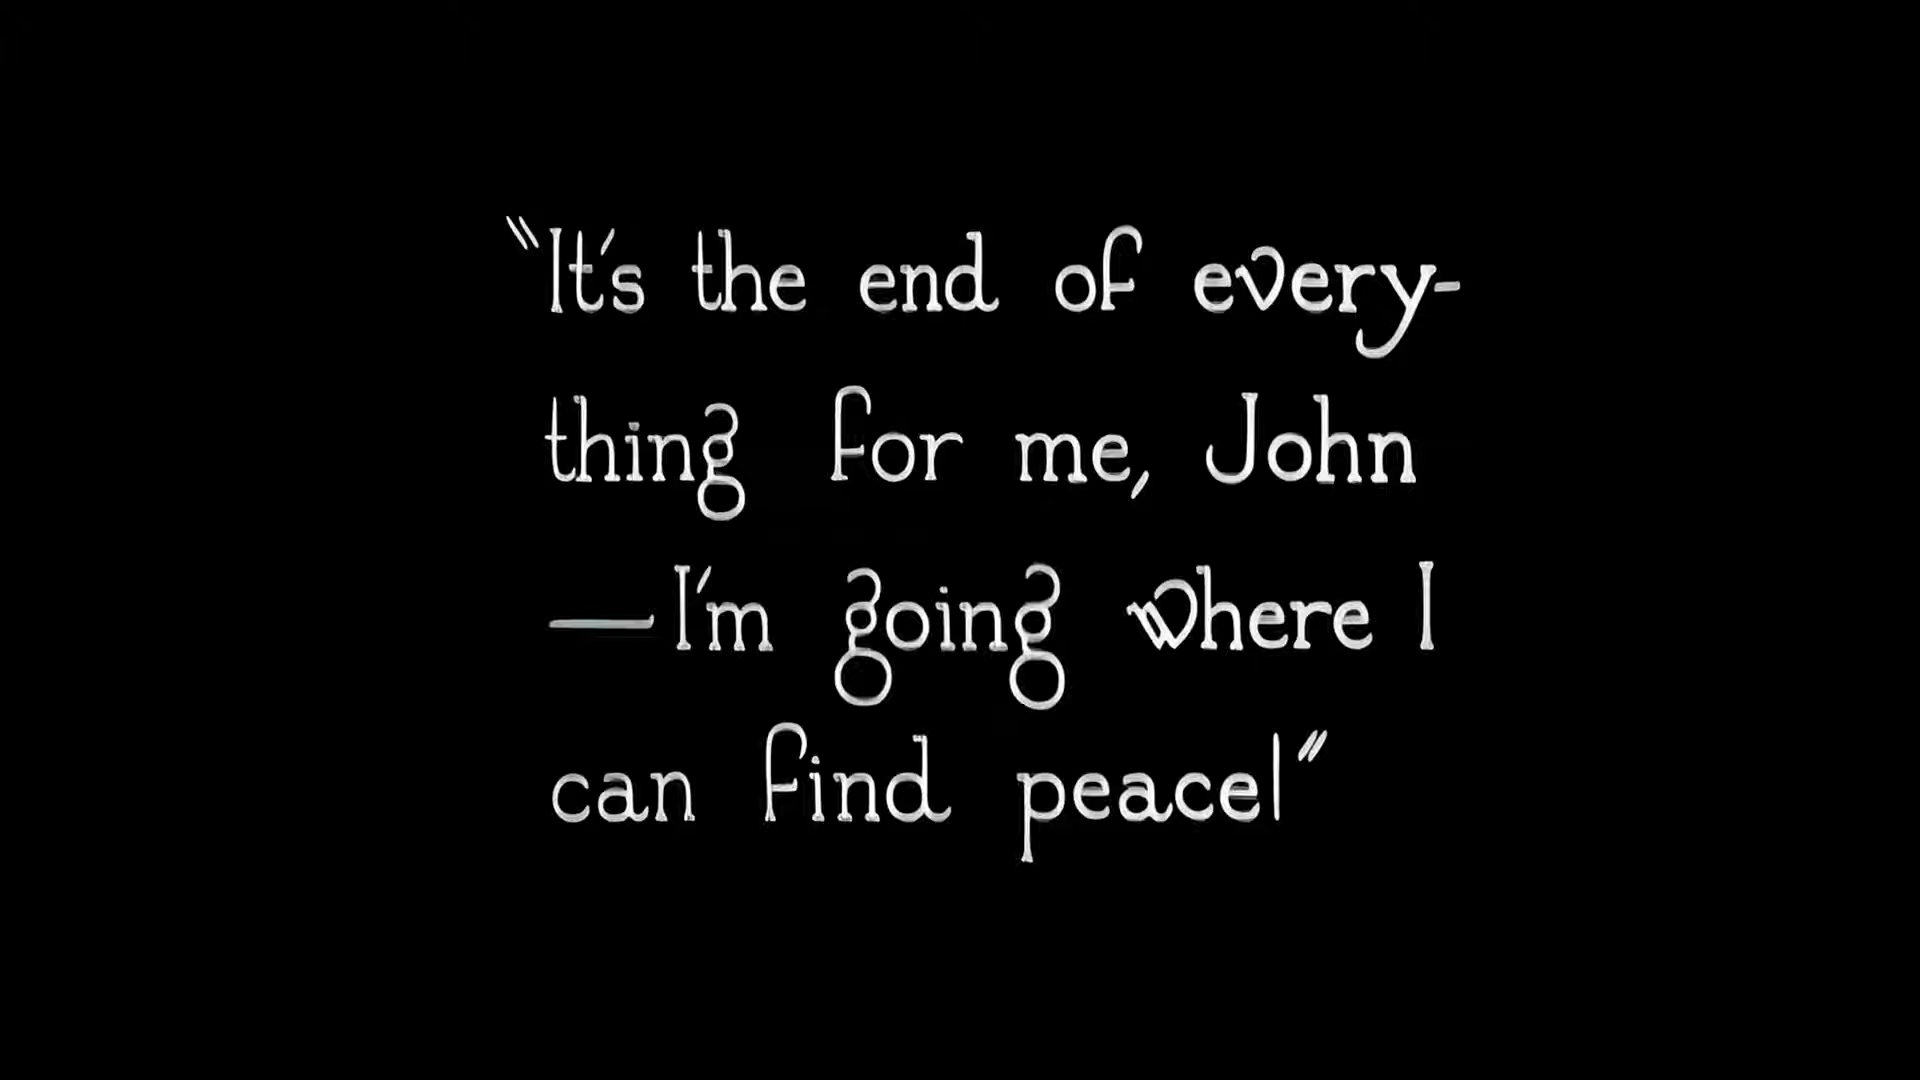 "It's the end of every-
thing for me, John
—I'm going where I
can find peace!"